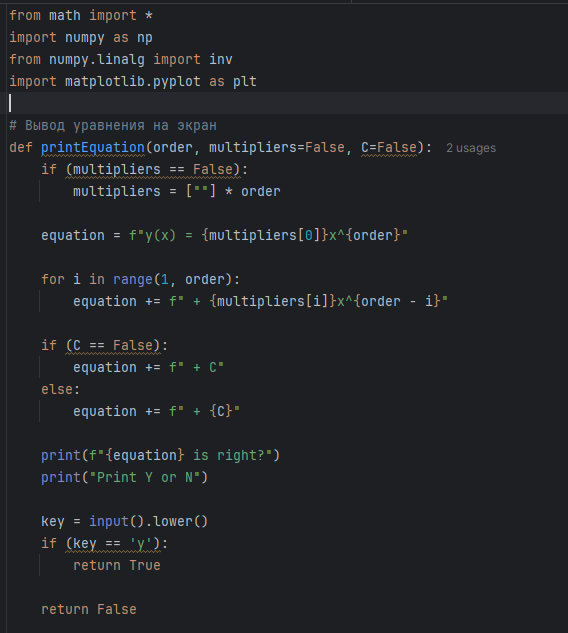 from math import *
import numpy as np
from numpy.linalg import inv
import matplotlib.pyplot as plt

# Вывод уравнения на экран
def printEquation(order, multipliers=False, C=False): 2 usages
    if (multipliers == False):
        multipliers = [""] * order

    equation = f"y(x) = {multipliers[0]}x^{order}"

    for i in range(1, order):
        equation += f" + {multipliers[i]}x^{order - i}"

    if (C == False):
        equation += f" + C"
    else:
        equation += f" + {C}"

    print(f"{equation} is right?")
    print("Print Y or N")

    key = input().lower()
    if (key == 'y'):
        return True

    return False